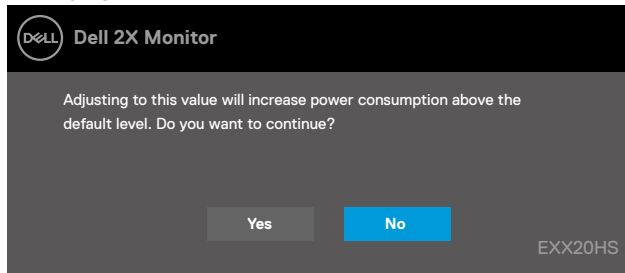 DELL Dell 2X Monitor
Adjusting to this value will increase power consumption above the
default level. Do you want to continue?
Yes No
EXX20HS